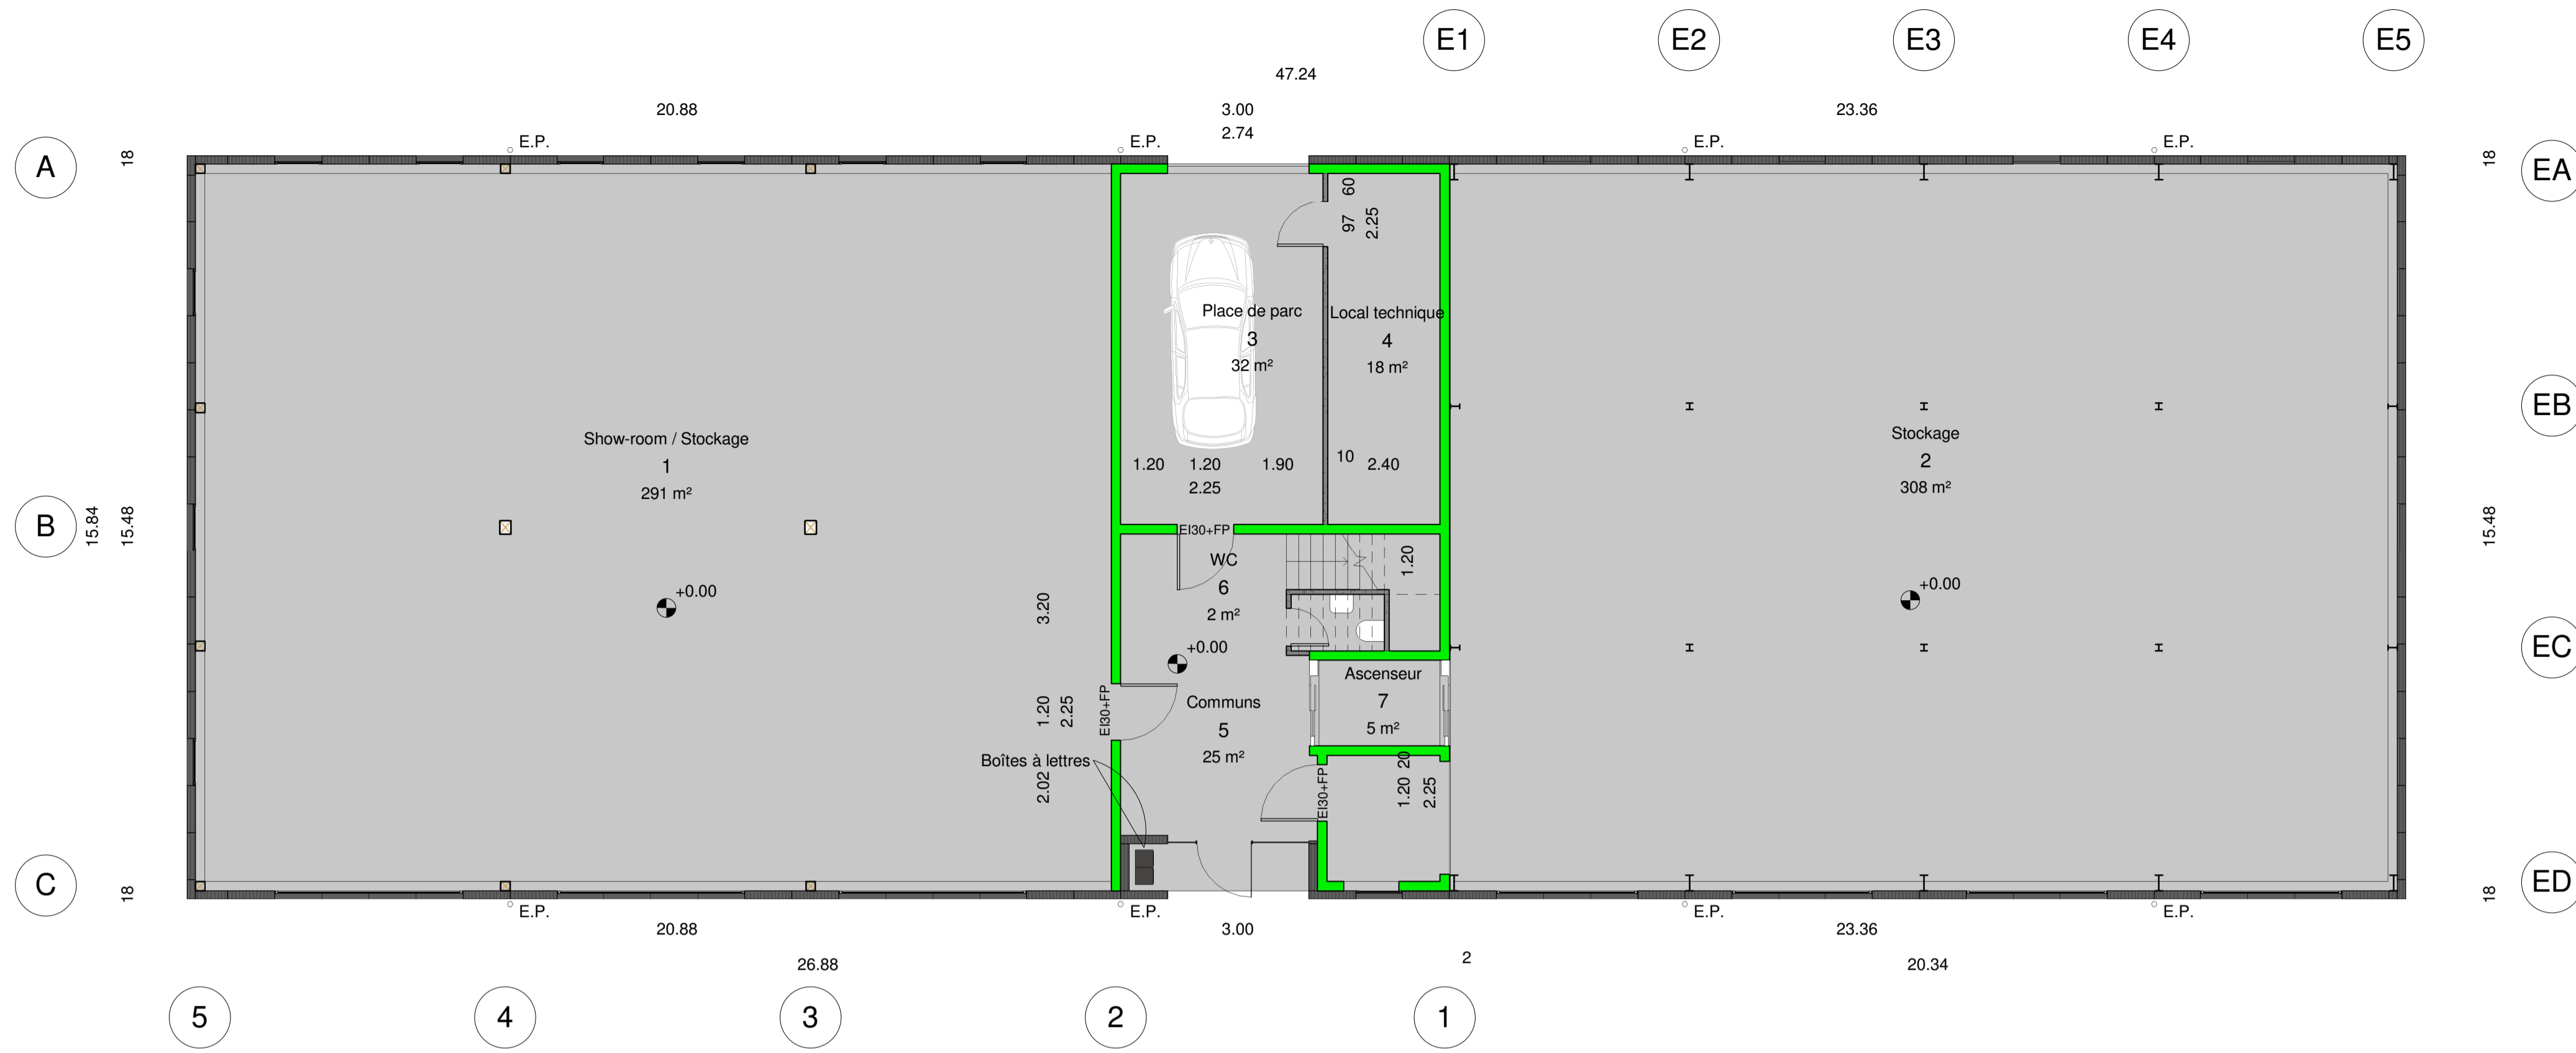 E1
E2
E3
E4
E5
47.24
20.88
3.00
23.36
2.74
E.P.
E.P.
E.P.
E.P.
18
18
A
EA
60
97
2.25
Place de parc
3
32 m²
Local technique
4
18 m²
EB
Show-room / Stockage
1
291 m²
Stockage
2
308 m²
1.20
1.20
1.90
10
2.40
2.25
B
15.84
15.48
15.48
EI30+FP
WC
6
2 m²
1.20
+0.00
+0.00
3.20
+0.00
EC
Ascenseur
7
5 m²
1.20
2.25
EI30+FP
Communs
5
25 m²
Boîtes à lettres
2.02
EI30+FP
20
1.20
2.25
C
ED
18
18
E.P.
E.P.
E.P.
E.P.
20.88
3.00
23.36
26.88
2
20.34
5
4
3
2
1